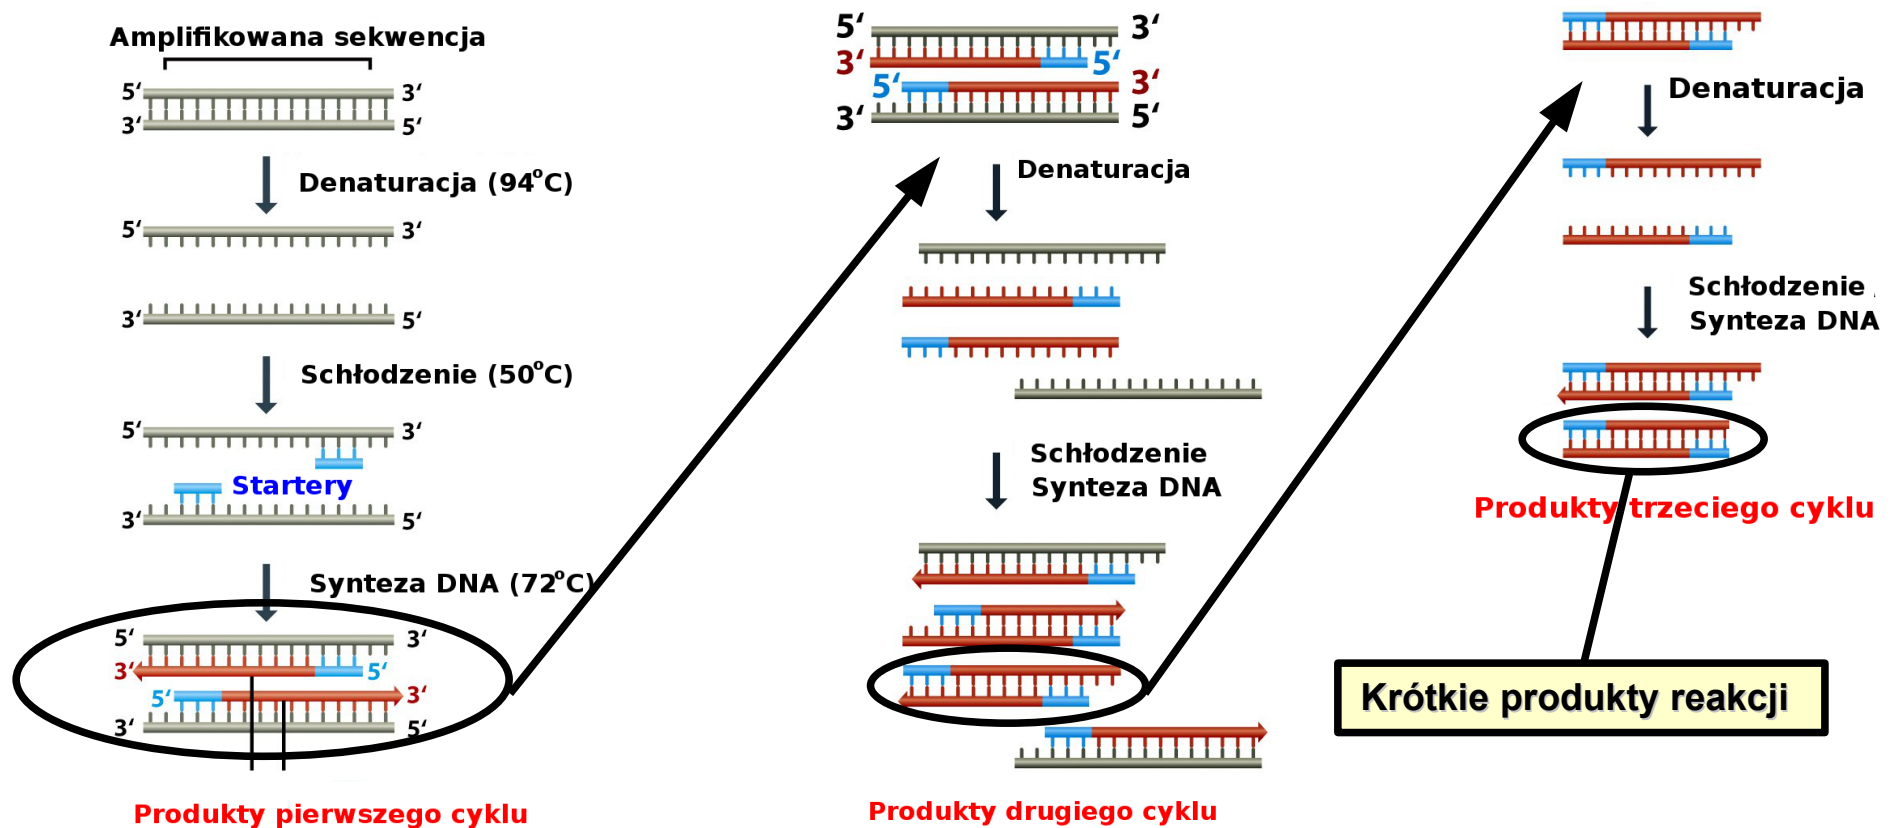 Amplifikowana sekwencja
5‘ 3‘
3‘ 5‘
Denaturacja (94°C)
5‘ 3‘
3‘ 5‘
Schłodzenie (50°C)
5‘ 3‘
Startery
3‘ 5‘
Synteza DNA (72°C)
5‘ 3‘
3‘ 5‘
5‘ 3‘
3‘ 5‘
Produkty pierwszego cyklu
5‘ 3‘
3‘ 5‘
5‘ 3‘
3‘ 5‘
Denaturacja
Schłodzenie
Synteza DNA
Produkty drugiego cyklu
Denaturacja
Schłodzenie
Synteza DNA
Produkty trzeciego cyklu
Krótkie produkty reakcji